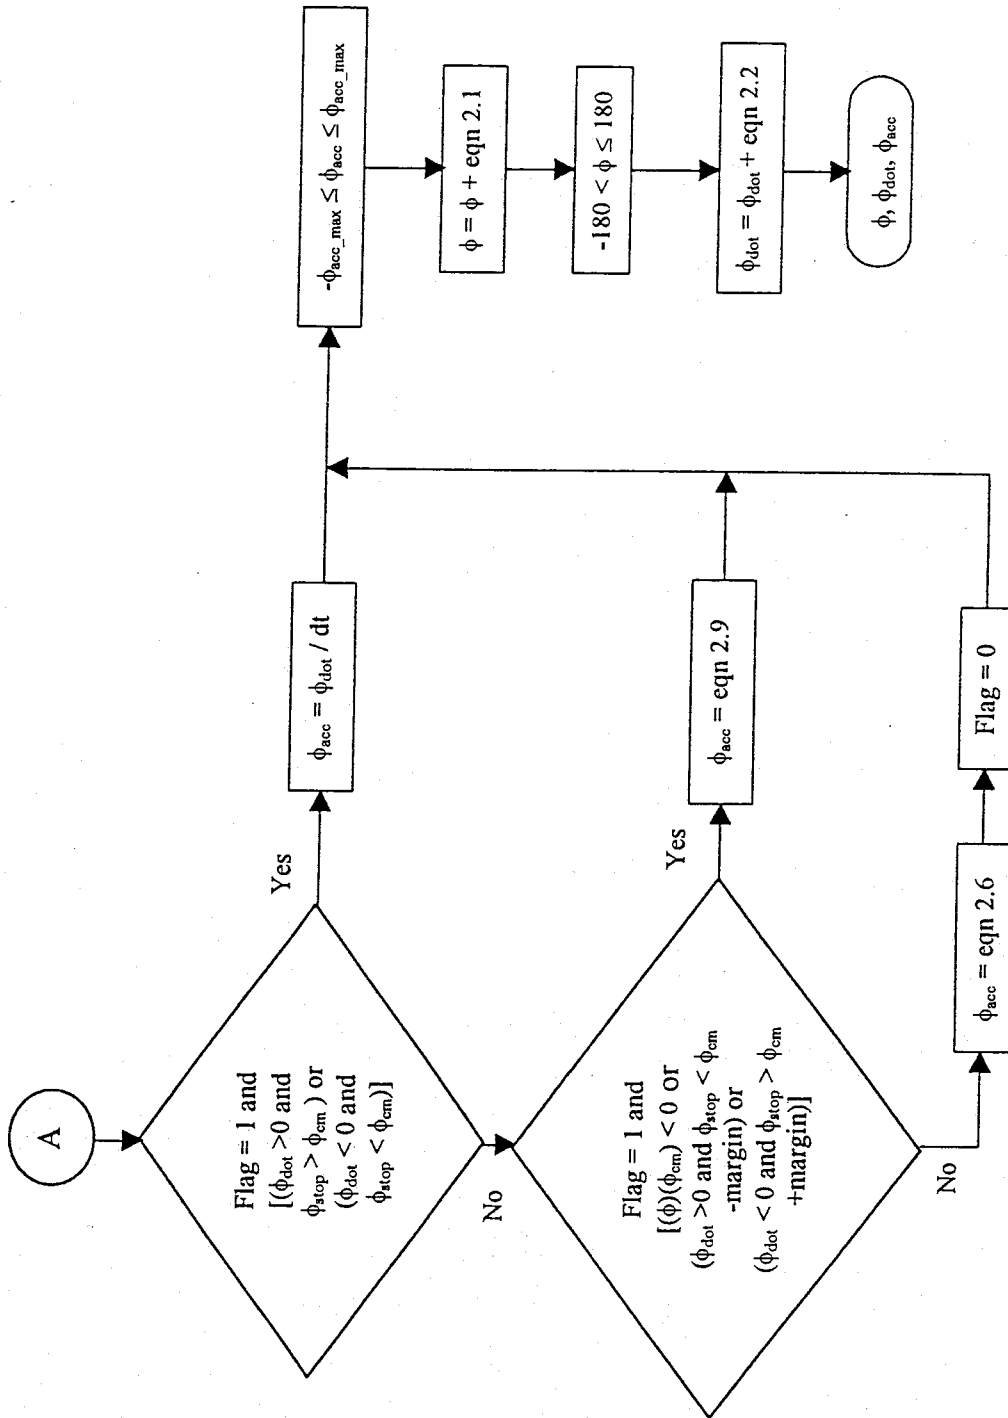 A
Flag = 1 and
[(ϕdot >0 and
ϕstop > ϕcm ) or
(ϕdot < 0 and
ϕstop < ϕcm)]
Yes
No
ϕacc = ϕdot / dt
Flag = 1 and
[(ϕ)(ϕcm) < 0 or
(ϕdot >0 and ϕstop < ϕcm
-margin) or
(ϕdot < 0 and ϕstop > ϕcm
+margin)]
Yes
No
ϕacc = eqn 2.9
ϕacc = eqn 2.6
Flag = 0
-ϕacc_max ≤ ϕacc ≤ ϕacc_max
ϕ = ϕ + eqn 2.1
-180 < ϕ ≤ 180
ϕdot = ϕdot + eqn 2.2
ϕ, ϕdot, ϕacc